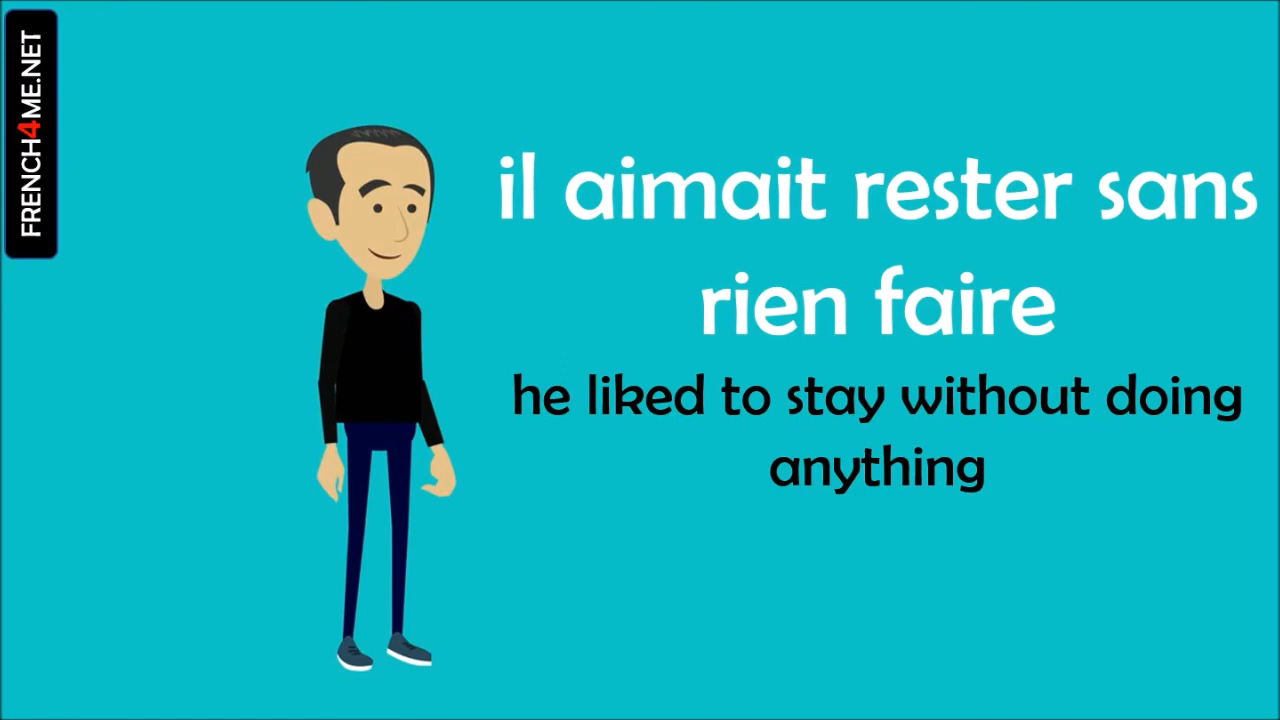 FRENCH4ME.NET
il aimait rester sans
rien faire
he liked to stay without doing
anything